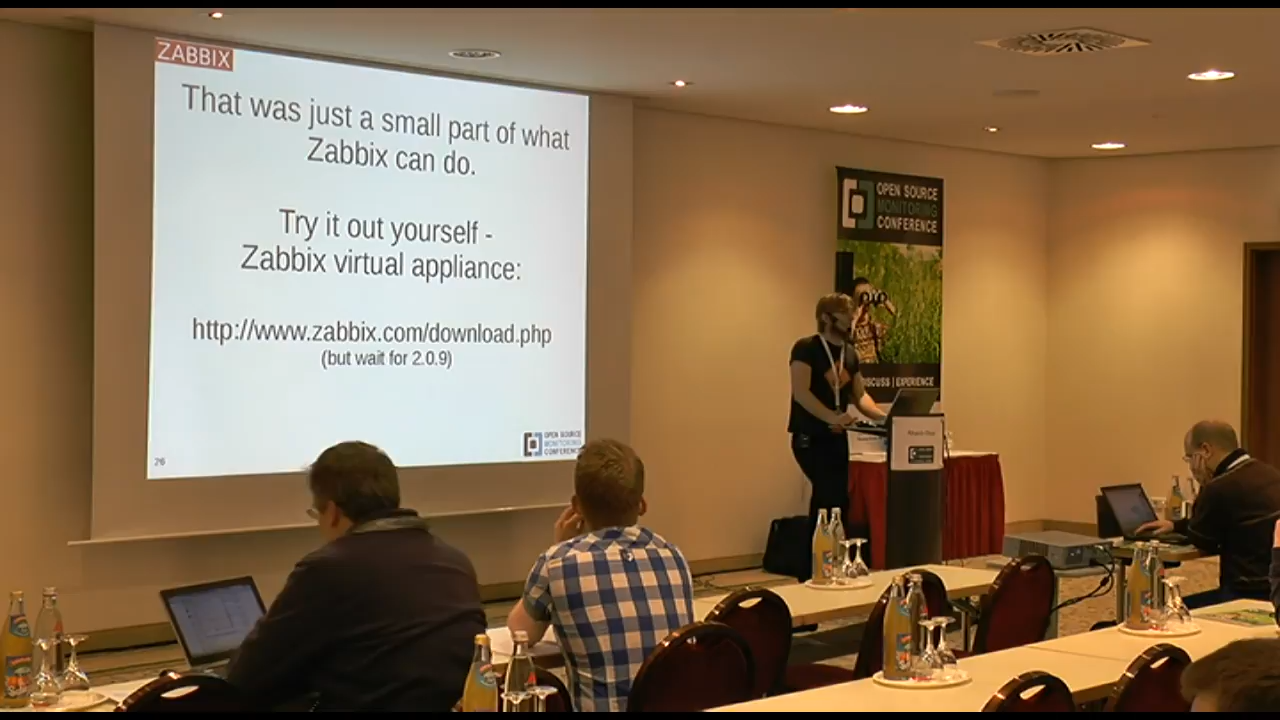 ZABBIX
That was just a small part of what
Zabbix can do.
Try it out yourself -
Zabbix virtual appliance:
http://www.zabbix.com/download.php
(but wait for 2.0.9)
26
OPEN SOURCE
MONITORING
CONFERENCE
OPEN SOURCE
MONITORING
CONFERENCE
DISCUSS | EXPERIENCE